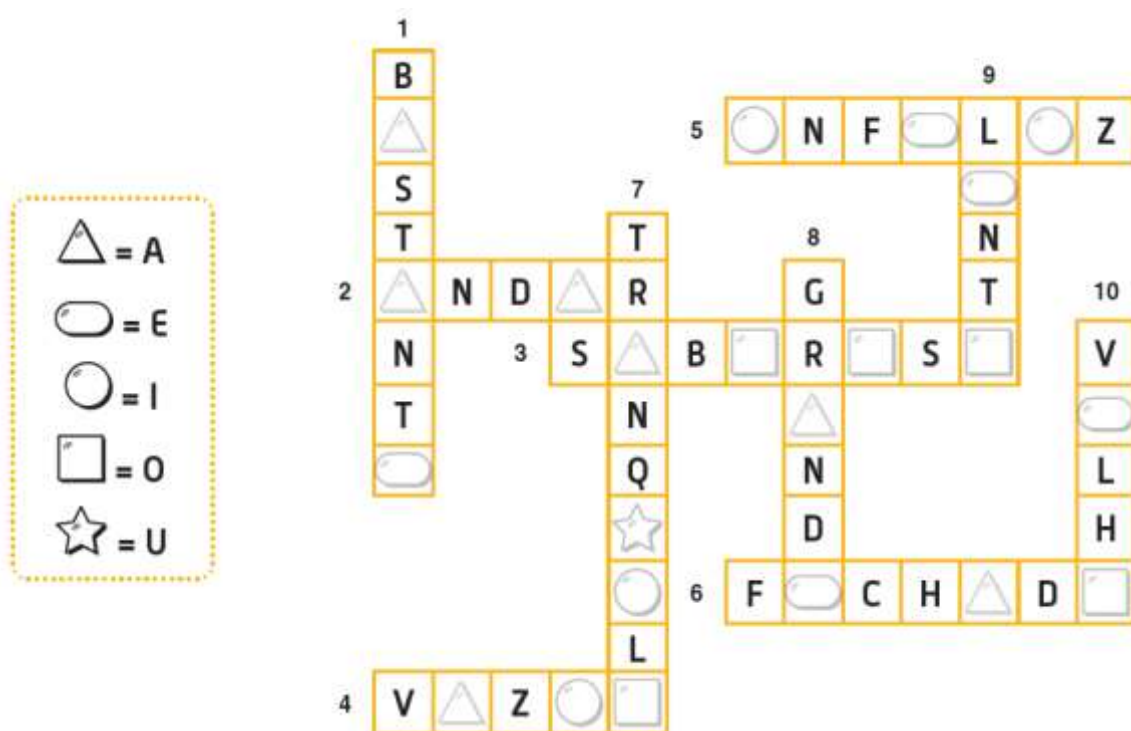 = A
= E
= I
= O
= U
1
B
9
5 N F L Z
S
7
T T 8 N
2 N D R G T 10
N 3 S B R S V
T N
Q N L
D H
6 F C H D
L
4 V Z